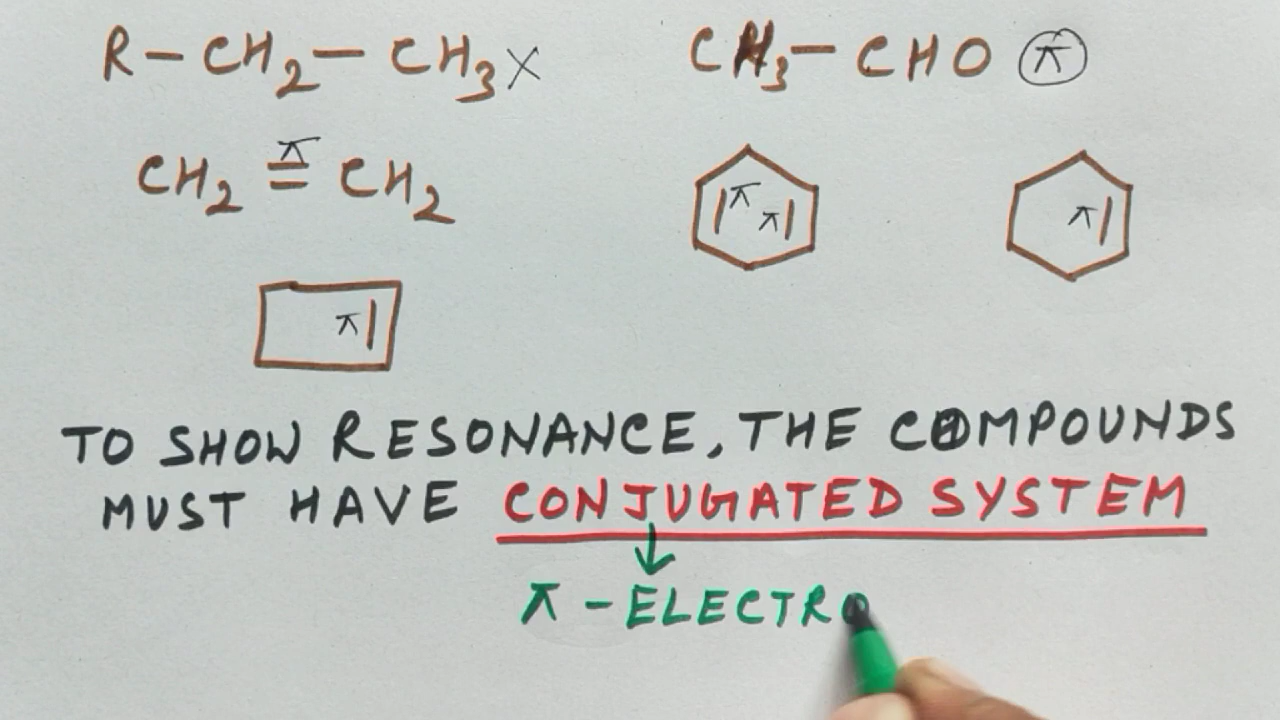 R-CH₂-CH₃ X
CH₃-CHO π
CH₂=CH₂ π
π π
π
π
TO SHOW RESONANCE, THE COMPOUNDS
MUST HAVE CONJUGATED SYSTEM
π-ELECTRO